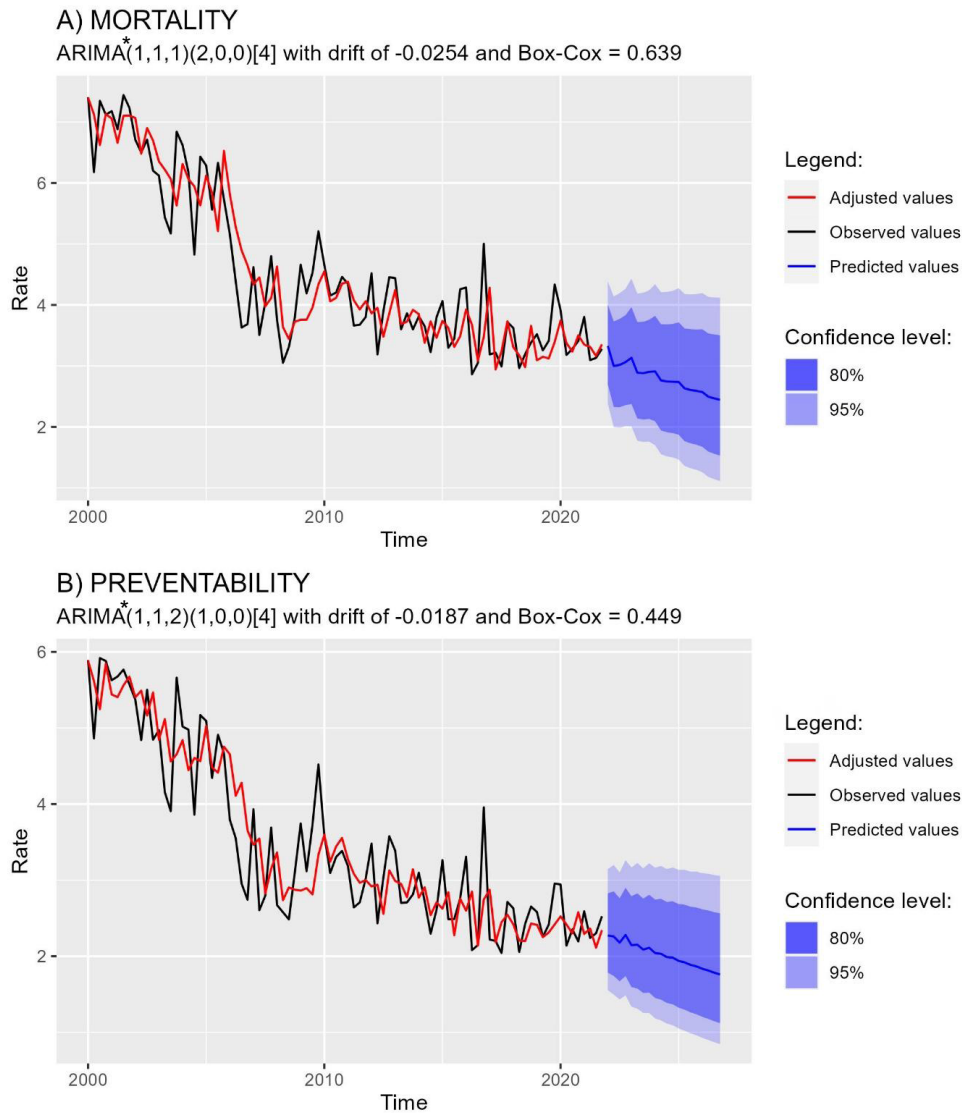 A) MORTALITY
ARIMA*(1,1,1)(2,0,0)[4] with drift of -0.0254 and Box-Cox = 0.639
Rate
6
4
2
2000
2010
2020
Time
Legend:
Adjusted values
Observed values
Predicted values
Confidence level:
80%
95%
B) PREVENTABILITY
ARIMA*(1,1,2)(1,0,0)[4] with drift of -0.0187 and Box-Cox = 0.449
Rate
6
4
2
2000
2010
2020
Time
Legend:
Adjusted values
Observed values
Predicted values
Confidence level:
80%
95%